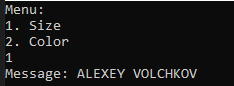 Menu:
1. Size
2. Color
1
Message: ALEXEY VOLCHKOV